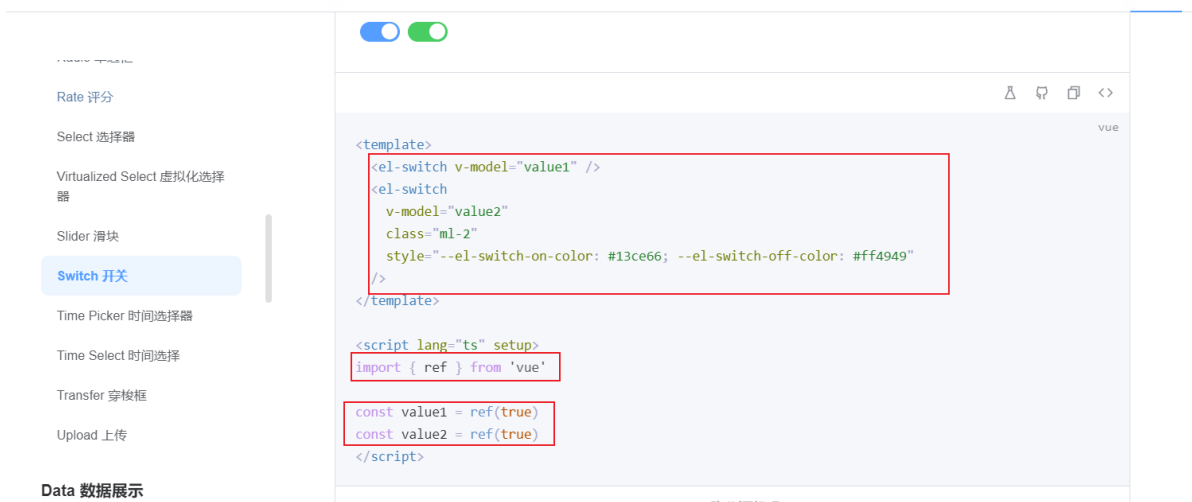 Rate 评分
Select 选择器
Virtualized Select 虚拟化选择
器
Slider 滑块
Switch 开关
Time Picker 时间选择器
Time Select 时间选择
Transfer 穿梭框
Upload 上传
Data 数据展示
vue
<template>
  <el-switch v-model="value1" />
  <el-switch
    v-model="value2"
    class="ml-2"
    style="--el-switch-on-color: #13ce66; --el-switch-off-color: #ff4949"
  />
</template>
<script lang="ts" setup>
import { ref } from 'vue'
const value1 = ref(true)
const value2 = ref(true)
</script>